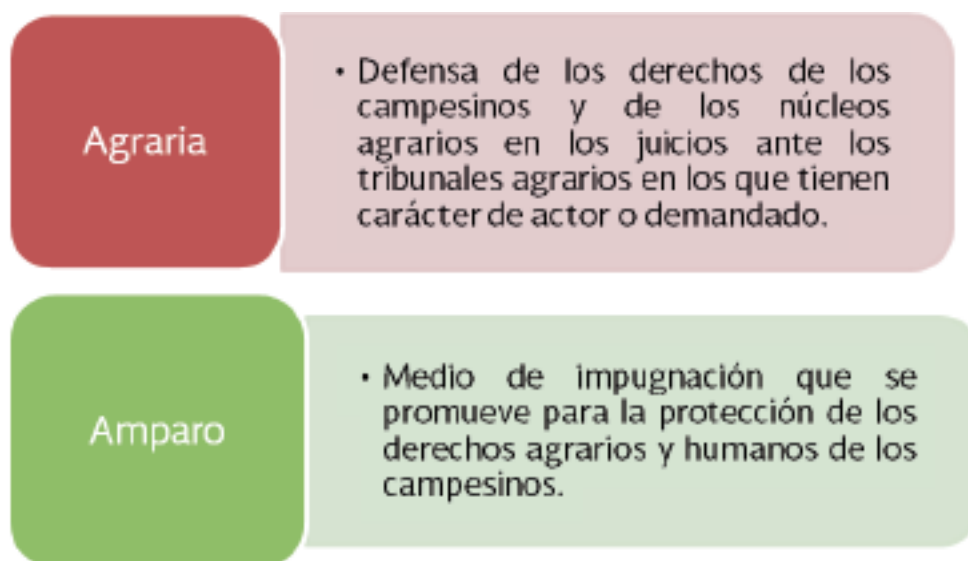 Agraria
• Defensa de los derechos de los
campesinos y de los núcleos
agrarios en los juicios ante los
tribunales agrarios en los que tienen
carácter de actor o demandado.
Amparo
• Medio de impugnación que se
promueve para la protección de los
derechos agrarios y humanos de los
campesinos.